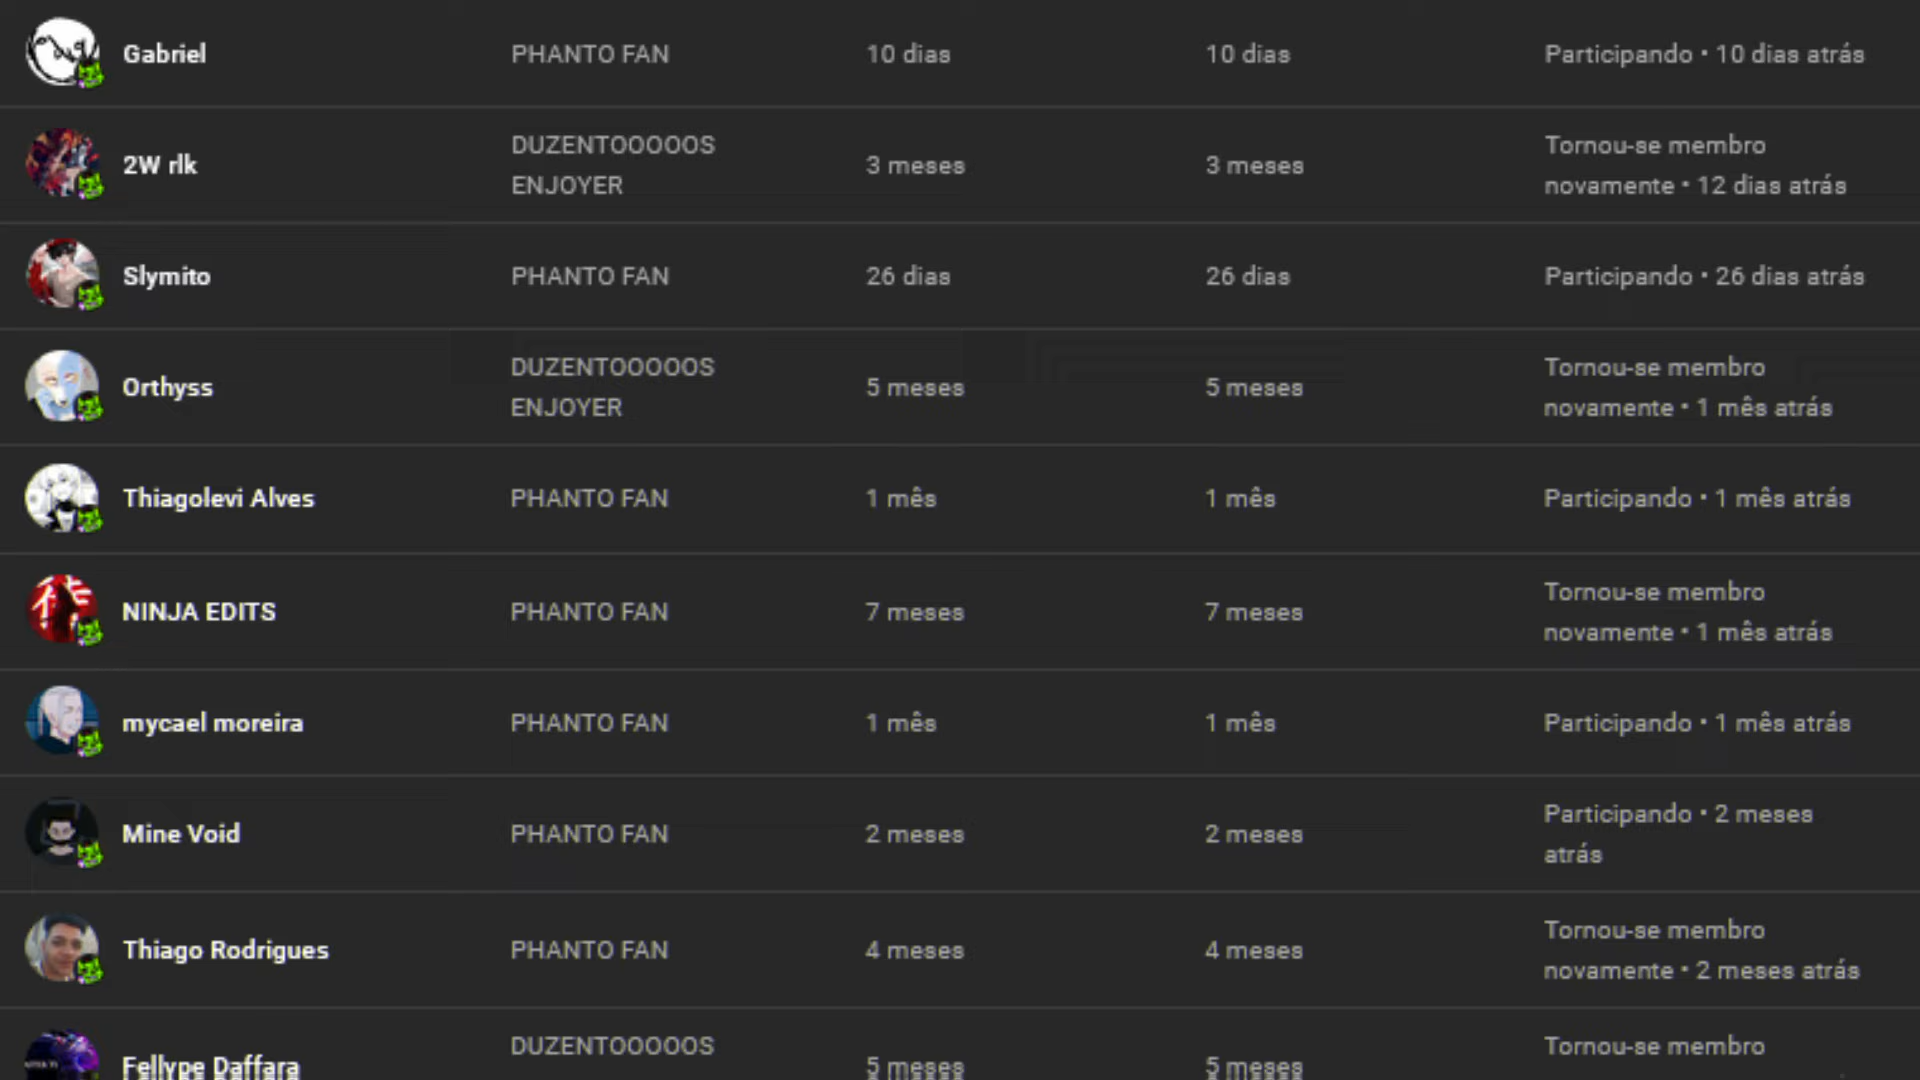 Gabriel PHANTO FAN 10 dias 10 dias Participando • 10 dias atrás
2W rlk DUZENTOOOOOS ENJOYER 3 meses 3 meses Tornou-se membro
novamente • 12 dias atrás
Slymito PHANTO FAN 26 dias 26 dias Participando • 26 dias atrás
Orthyss DUZENTOOOOOS ENJOYER 5 meses 5 meses Tornou-se membro
novamente • 1 mês atrás
Thiagolevi Alves PHANTO FAN 1 mês 1 mês Participando • 1 mês atrás
NINJA EDITS PHANTO FAN 7 meses 7 meses Tornou-se membro
novamente • 1 mês atrás
mycael moreira PHANTO FAN 1 mês 1 mês Participando • 1 mês atrás
Mine Void PHANTO FAN 2 meses 2 meses Participando • 2 meses
atrás
Thiago Rodrigues PHANTO FAN 4 meses 4 meses Tornou-se membro
novamente • 2 meses atrás
Fellype Daffara DUZENTOOOOOS 5 meses 5 meses Tornou-se membro